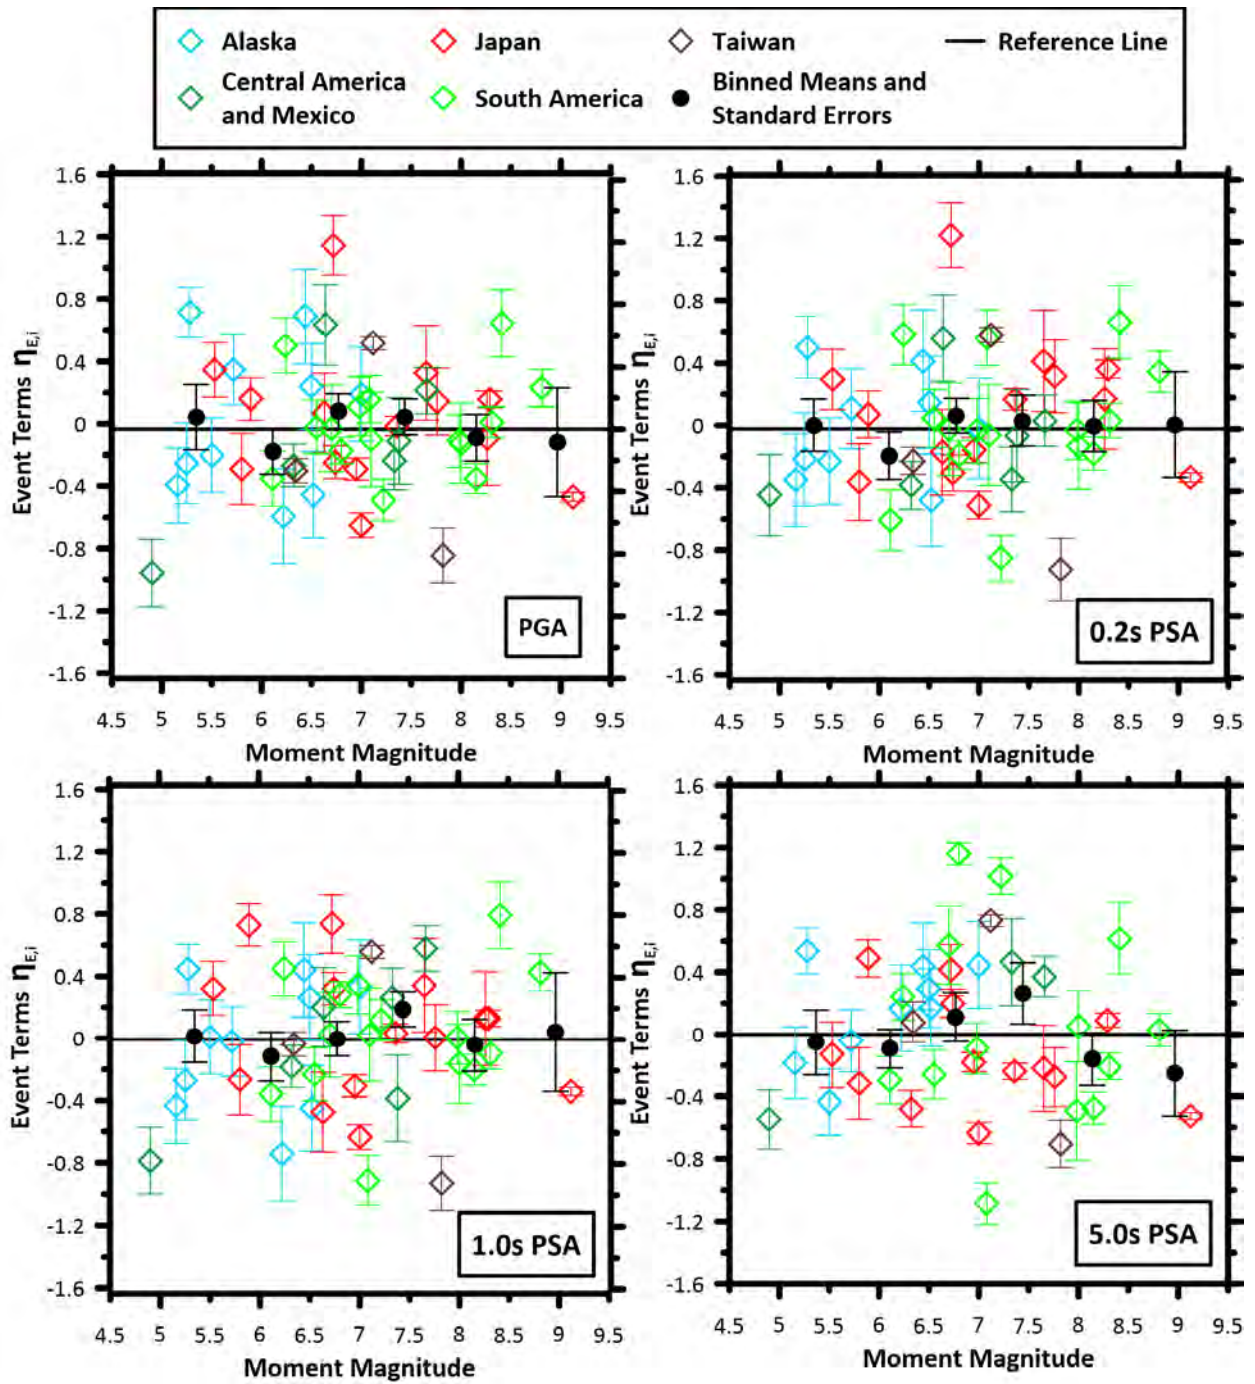 Alaska Japan Taiwan Reference Line
Central America and Mexico South America Binned Means and Standard Errors
1.6 1.2 0.8 0.4 0 -0.4 -0.8 -1.2 -1.6
Event Terms ηE,i
PGA
4.5 5 5.5 6 6.5 7 7.5 8 8.5 9 9.5
Moment Magnitude
1.6 1.2 0.8 0.4 0 -0.4 -0.8 -1.2 -1.6
Event Terms ηE,i
0.2s PSA
4.5 5 5.5 6 6.5 7 7.5 8 8.5 9 9.5
Moment Magnitude
1.6 1.2 0.8 0.4 0 -0.4 -0.8 -1.2 -1.6
Event Terms ηE,i
1.0s PSA
4.5 5 5.5 6 6.5 7 7.5 8 8.5 9 9.5
Moment Magnitude
1.6 1.2 0.8 0.4 0 -0.4 -0.8 -1.2 -1.6
Event Terms ηE,i
5.0s PSA
4.5 5 5.5 6 6.5 7 7.5 8 8.5 9 9.5
Moment Magnitude